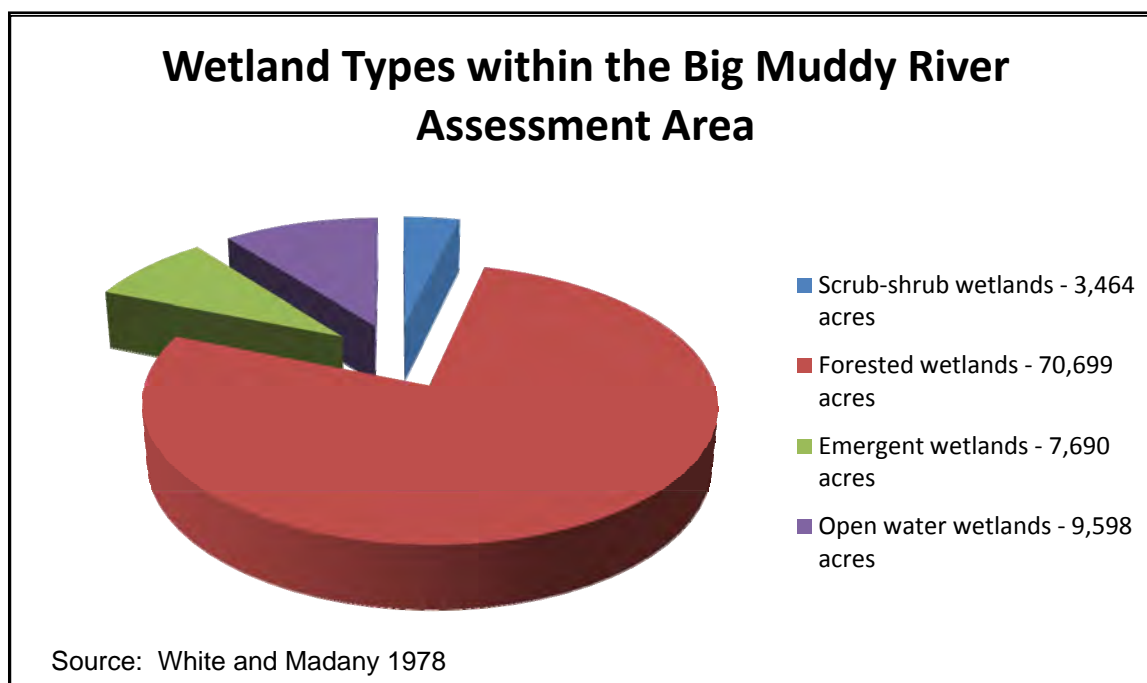 Wetland Types within the Big Muddy River
Assessment Area
Scrub-shrub wetlands - 3,464
acres
Forested wetlands - 70,699
acres
Emergent wetlands - 7,690
acres
Open water wetlands - 9,598
acres
Source:  White and Madany 1978